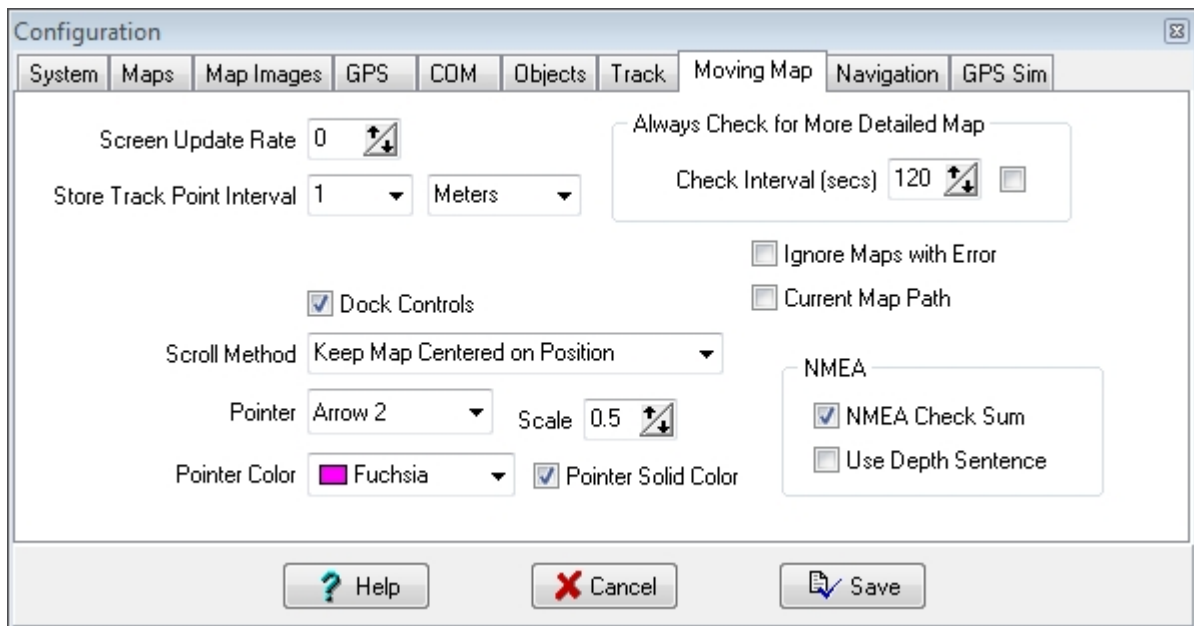 Configuration
System Maps Map Images GPS COM Objects Track Moving Map Navigation GPS Sim
Screen Update Rate 0
Always Check for More Detailed Map
Check Interval (secs) 120
Store Track Point Interval 1 Meters
Ignore Maps with Error
Dock Controls
Current Map Path
Scroll Method Keep Map Centered on Position
NMEA
Pointer Arrow 2 Scale 0.5
NMEA Check Sum
Use Depth Sentence
Pointer Color Fuchsia Pointer Solid Color
? Help Cancel Save